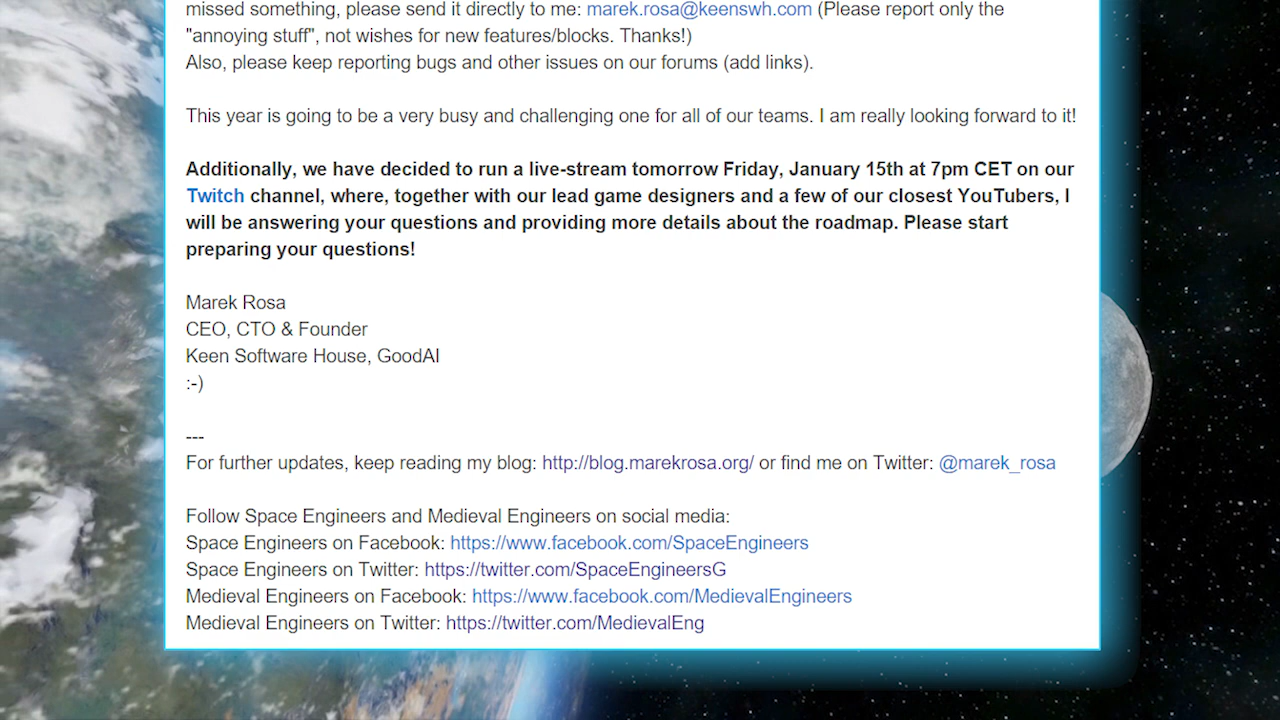 missed something, please send it directly to me: marek.rosa@keenswh.com (Please report only the
"annoying stuff", not wishes for new features/blocks. Thanks!)
Also, please keep reporting bugs and other issues on our forums (add links).
This year is going to be a very busy and challenging one for all of our teams. I am really looking forward to it!
Additionally, we have decided to run a live-stream tomorrow Friday, January 15th at 7pm CET on our
Twitch channel, where, together with our lead game designers and a few of our closest YouTubers, I
will be answering your questions and providing more details about the roadmap. Please start
preparing your questions!
Marek Rosa
CEO, CTO & Founder
Keen Software House, GoodAI
:-)
---
For further updates, keep reading my blog: http://blog.marekrosa.org/ or find me on Twitter: @marek_rosa
Follow Space Engineers and Medieval Engineers on social media:
Space Engineers on Facebook: https://www.facebook.com/SpaceEngineers
Space Engineers on Twitter: https://twitter.com/SpaceEngineersG
Medieval Engineers on Facebook: https://www.facebook.com/MedievalEngineers
Medieval Engineers on Twitter: https://twitter.com/MedievalEng